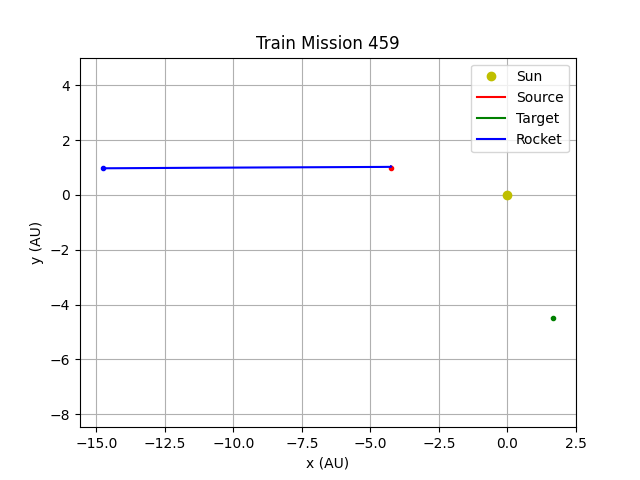 Train Mission 459
Sun
Source
Target
Rocket
4
2
0
−2
−4
−6
−8
y (AU)
−15.0 −12.5 −10.0 −7.5 −5.0 −2.5 0.0 2.5
x (AU)